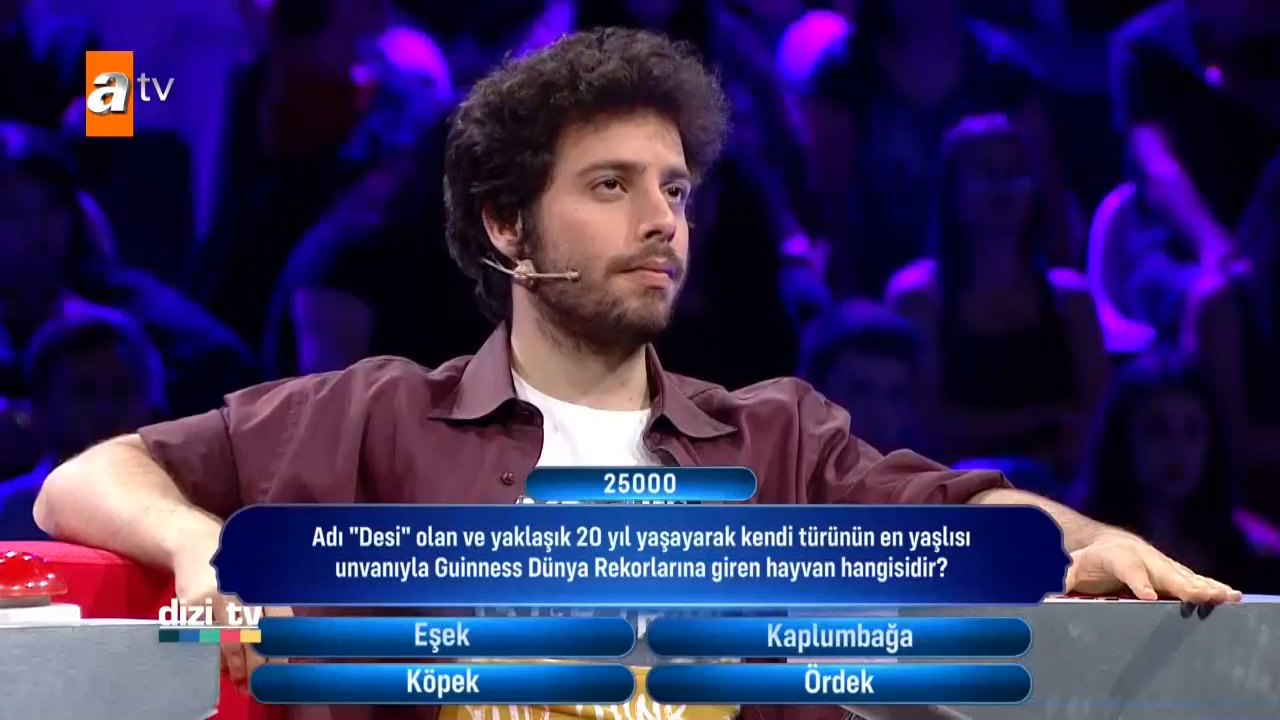 a tv
25000
Adı "Desi" olan ve yaklaşık 20 yıl yaşayarak kendi türünün en yaşlısı
unvanıyla Guinness Dünya Rekorlarına giren hayvan hangisidir?
dizi tv
Eşek
Kaplumbağa
Köpek
Ördek